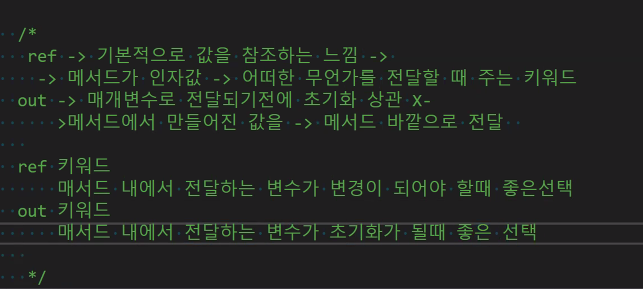 /*
ref -> 기본적으로 값을 참조하는 느낌 ->
-> 메서드가 인자값 -> 어떠한 무언가를 전달할 때 주는 키워드
out -> 매개변수로 전달되기전에 초기화 상관 X-
>메서드에서 만들어진 값을 -> 메서드 바깥으로 전달
ref 키워드
매서드 내에서 전달하는 변수가 변경이 되어야 할때 좋은선택
out 키워드
매서드 내에서 전달하는 변수가 초기화가 될때 좋은 선택
*/